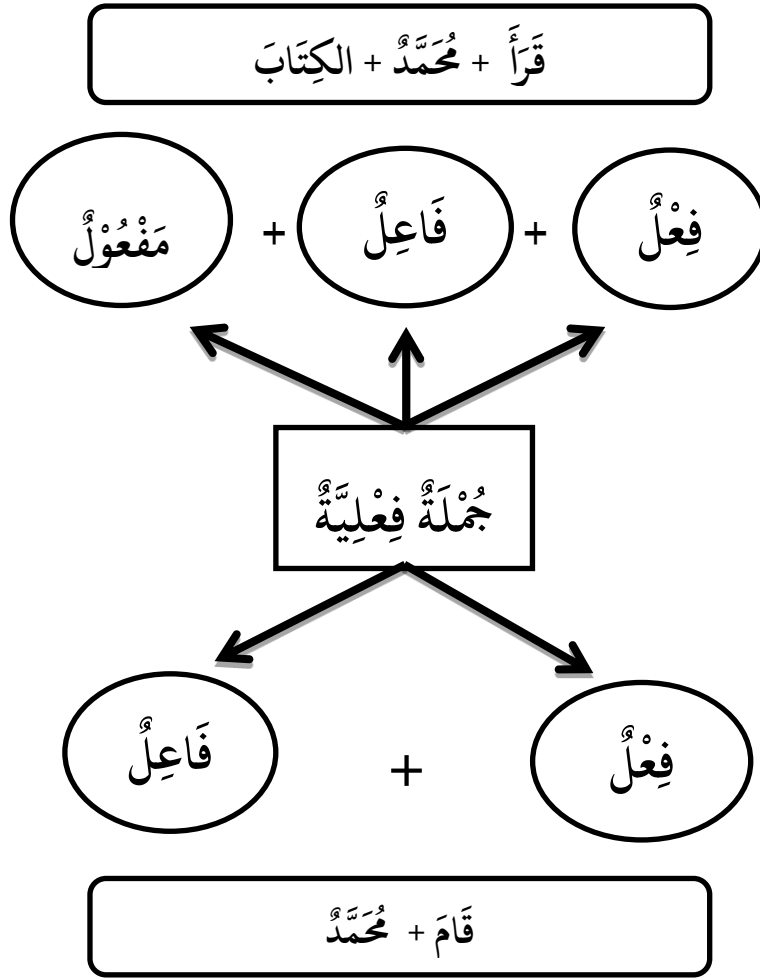 قَرَأَ + مُحَمَّدٌ + الكِتَابَ
فِعْلٌ + فَاعِلٌ + مَفْعُوْلٌ
جُمْلَةٌ فِعْلِيَّةٌ
فِعْلٌ + فَاعِلٌ
قَامَ + مُحَمَّدٌ